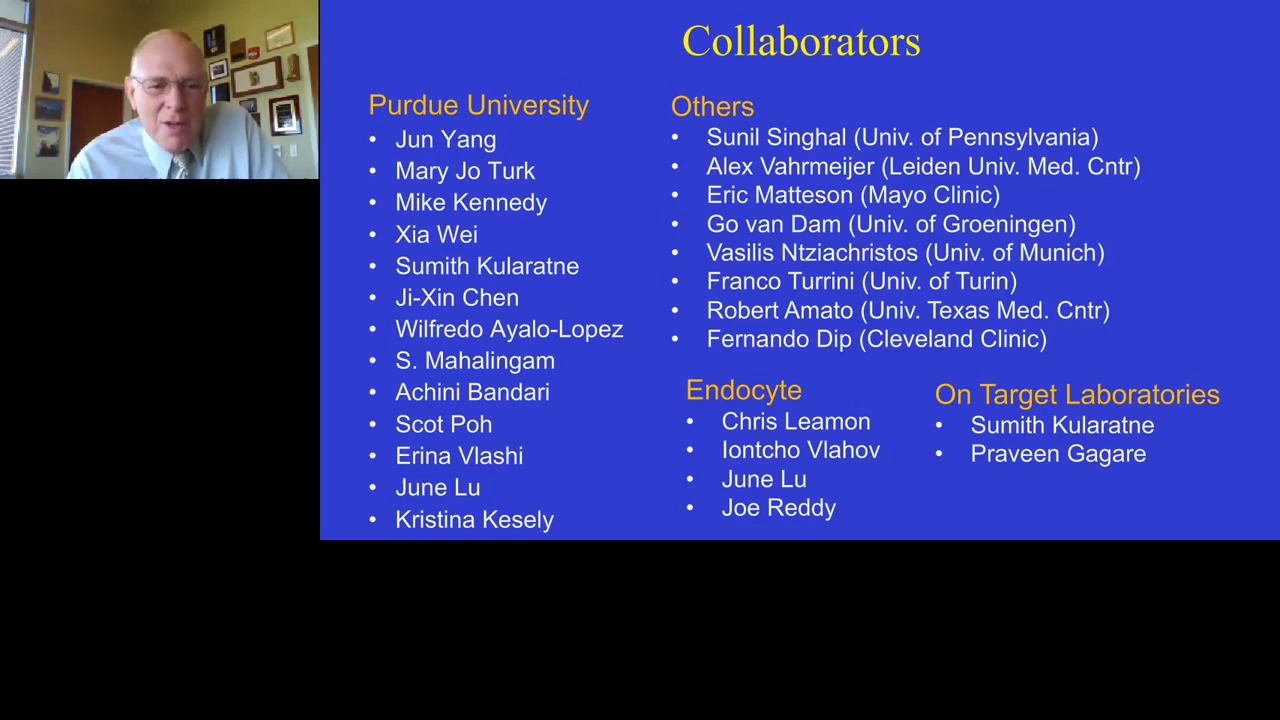 Collaborators
Purdue University
• Jun Yang
• Mary Jo Turk
• Mike Kennedy
• Xia Wei
• Sumith Kularatne
• Ji-Xin Chen
• Wilfredo Ayalo-Lopez
• S. Mahalingam
• Achini Bandari
• Scot Poh
• Erina Vlashi
• June Lu
• Kristina Kesely
Others
• Sunil Singhal (Univ. of Pennsylvania)
• Alex Vahrmeijer (Leiden Univ. Med. Cntr)
• Eric Matteson (Mayo Clinic)
• Go van Dam (Univ. of Groeningen)
• Vasilis Ntziachristos (Univ. of Munich)
• Franco Turrini (Univ. of Turin)
• Robert Amato (Univ. Texas Med. Cntr)
• Fernando Dip (Cleveland Clinic)
Endocyte
• Chris Leamon
• Iontcho Vlahov
• June Lu
• Joe Reddy
On Target Laboratories
• Sumith Kularatne
• Praveen Gagare